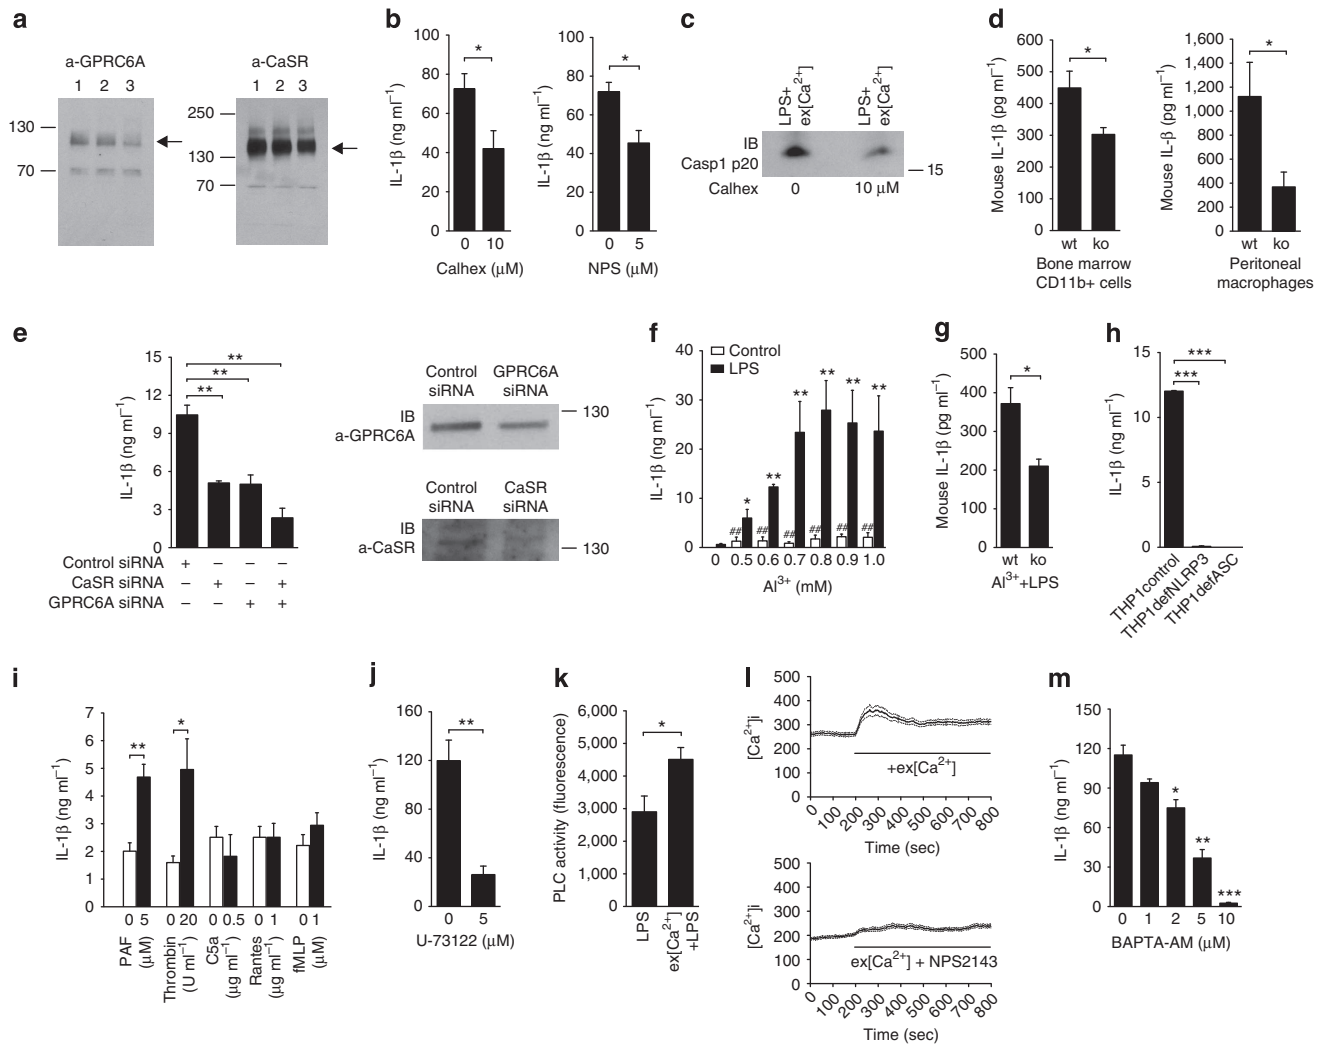 a
a-GPRC6A
1 2 3
130
70
a-CaSR
1 2 3
250
130
70
b
IL-1β (ng ml⁻¹)
100
80
60
40
20
0
*
0 10
Calhex (μM)
IL-1β (ng ml⁻¹)
100
80
60
40
20
0
*
0 5
NPS (μM)
c
LPS+
ex[Ca²⁺]
LPS+
ex[Ca²⁺]
IB
Casp1 p20
15
Calhex 0 10 μM
d
Mouse IL-1β (pg ml⁻¹)
600
500
400
300
200
100
0
*
wt ko
Bone marrow
CD11b+ cells
Mouse IL-β (pg ml⁻¹)
1,600
1,400
1,200
1,000
800
600
400
200
0
*
wt ko
Peritoneal
macrophages
e
IL-1β (ng ml⁻¹)
15
12
9
6
3
0
**
**
**
Control siRNA + – – –
CaSR siRNA – + – +
GPRC6A siRNA – – + +
Control
siRNA
GPRC6A
siRNA
IB
a-GPRC6A
130
Control
siRNA
CaSR
siRNA
IB
a-CaSR
130
f
IL-1β (ng ml⁻¹)
40
30
20
10
0
Control
LPS
* ** ** ** ** **
## ## ## ## ## ##
0 0.5 0.6 0.7 0.8 0.9 1.0
Al³⁺ (mM)
g
Mouse IL-1β (pg ml⁻¹)
500
400
300
200
100
0
*
wt ko
Al³⁺+LPS
h
IL-1β (ng ml⁻¹)
15
10
5
0
***
***
THP1control
THP1defNLRP3
THP1defASC
i
IL-1β (ng ml⁻¹)
7
6
5
4
3
2
1
0
**
*
0 5 0 20 0 0.5 0 1 0 1
PAF
(μM)
Thrombin
(U ml⁻¹)
C5a
(μg ml⁻¹)
Rantes
(μg ml⁻¹)
fMLP
(μM)
j
IL-1β (ng ml⁻¹)
160
120
80
40
0
**
0 5
U-73122 (μM)
k
PLC activity (fluorescence)
6,000
5,000
4,000
3,000
2,000
1,000
0
*
LPS
ex[Ca²⁺]
+LPS
l
[Ca²⁺]i
500
400
300
200
100
0
+ex[Ca²⁺]
0 100 200 300 400 500 600 700 800
Time (sec)
[Ca²⁺]i
500
400
300
200
100
0
ex[Ca²⁺] + NPS2143
0 100 200 300 400 500 600 700 800
Time (sec)
m
IL-1β (ng ml⁻¹)
150
120
90
60
30
0
*
**
***
0 1 2 5 10
BAPTA-AM (μM)